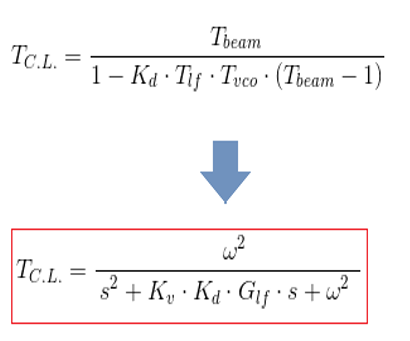 T_{C.L.} = \frac{T_{beam}}{1 - K_d \cdot T_{lf} \cdot T_{vco} \cdot (T_{beam} - 1)}
T_{C.L.} = \frac{\omega^2}{s^2 + K_v \cdot K_d \cdot G_{lf} \cdot s + \omega^2}